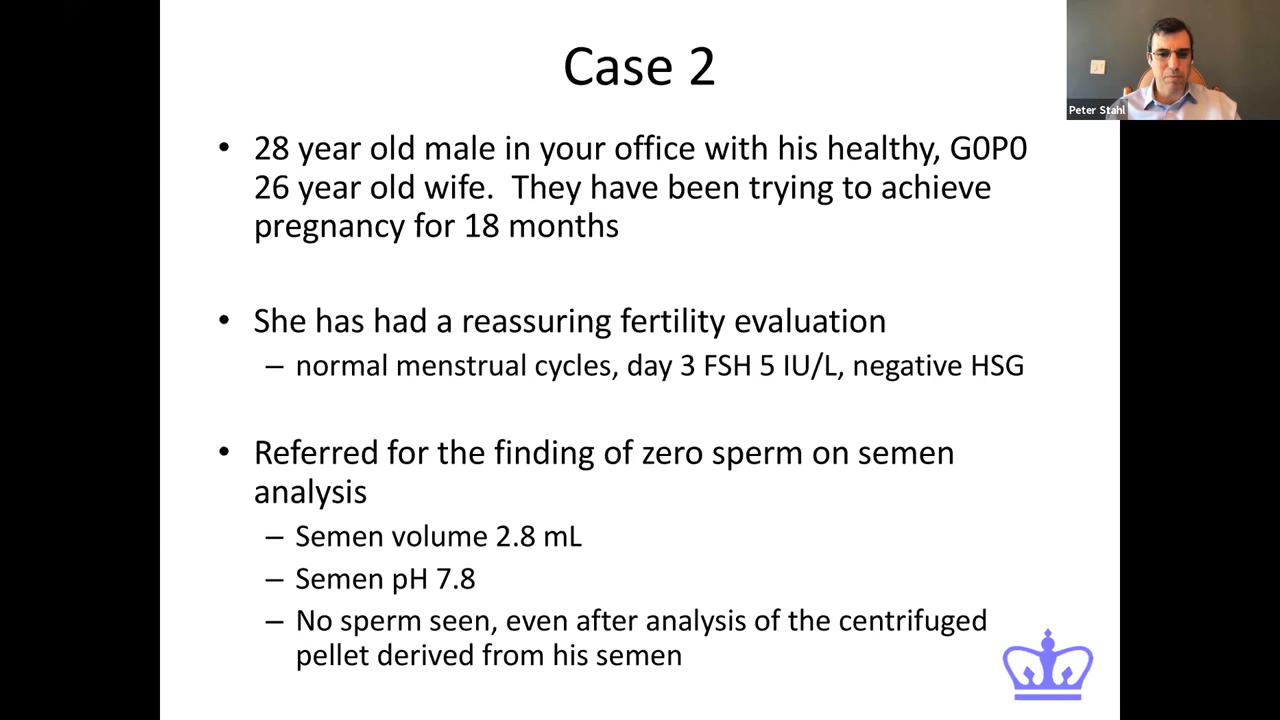 Case 2
Peter Stahl
• 28 year old male in your office with his healthy, G0P0
26 year old wife.  They have been trying to achieve
pregnancy for 18 months
• She has had a reassuring fertility evaluation
– normal menstrual cycles, day 3 FSH 5 IU/L, negative HSG
• Referred for the finding of zero sperm on semen
analysis
– Semen volume 2.8 mL
– Semen pH 7.8
– No sperm seen, even after analysis of the centrifuged
pellet derived from his semen